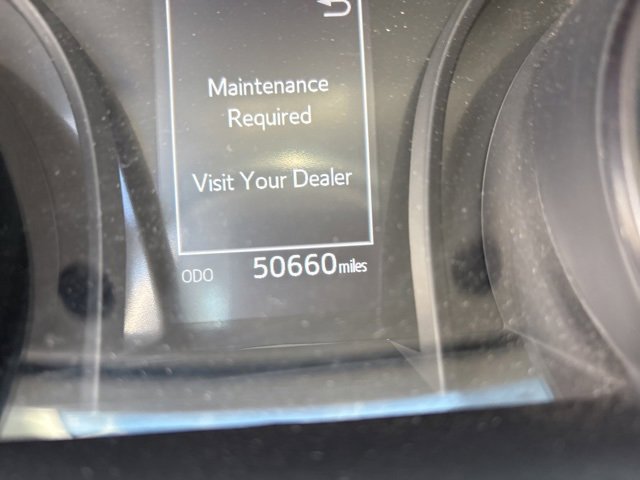 Maintenance
Required
Visit Your Dealer
ODO 50660 miles